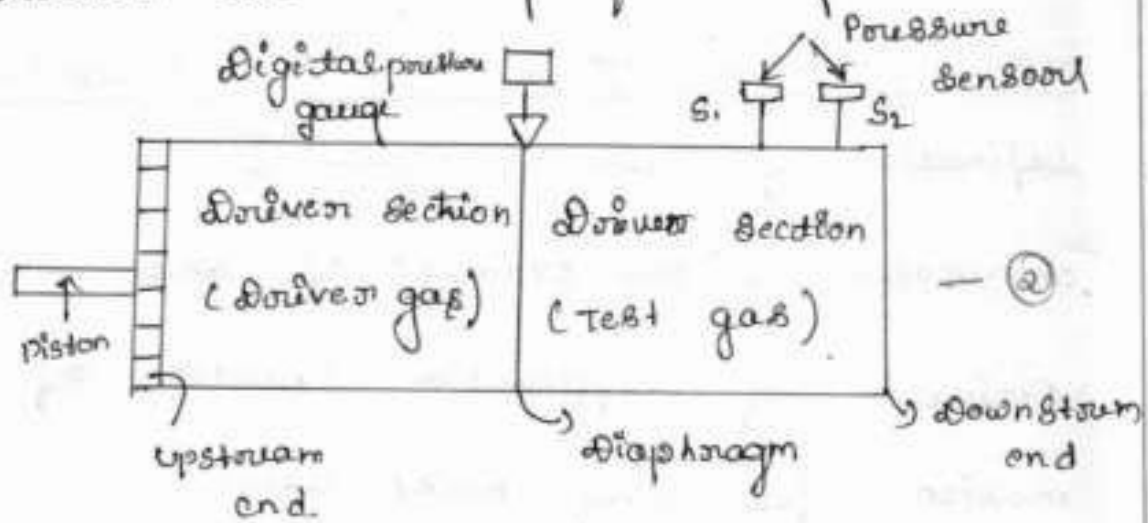 Pressure
Sensors
Digital pressure
gauge
S1
S2
Driver section
(Driver gas)
Driven section
(Test gas)
— ②
piston
upstream
end.
Diaphragm
Downstream
end